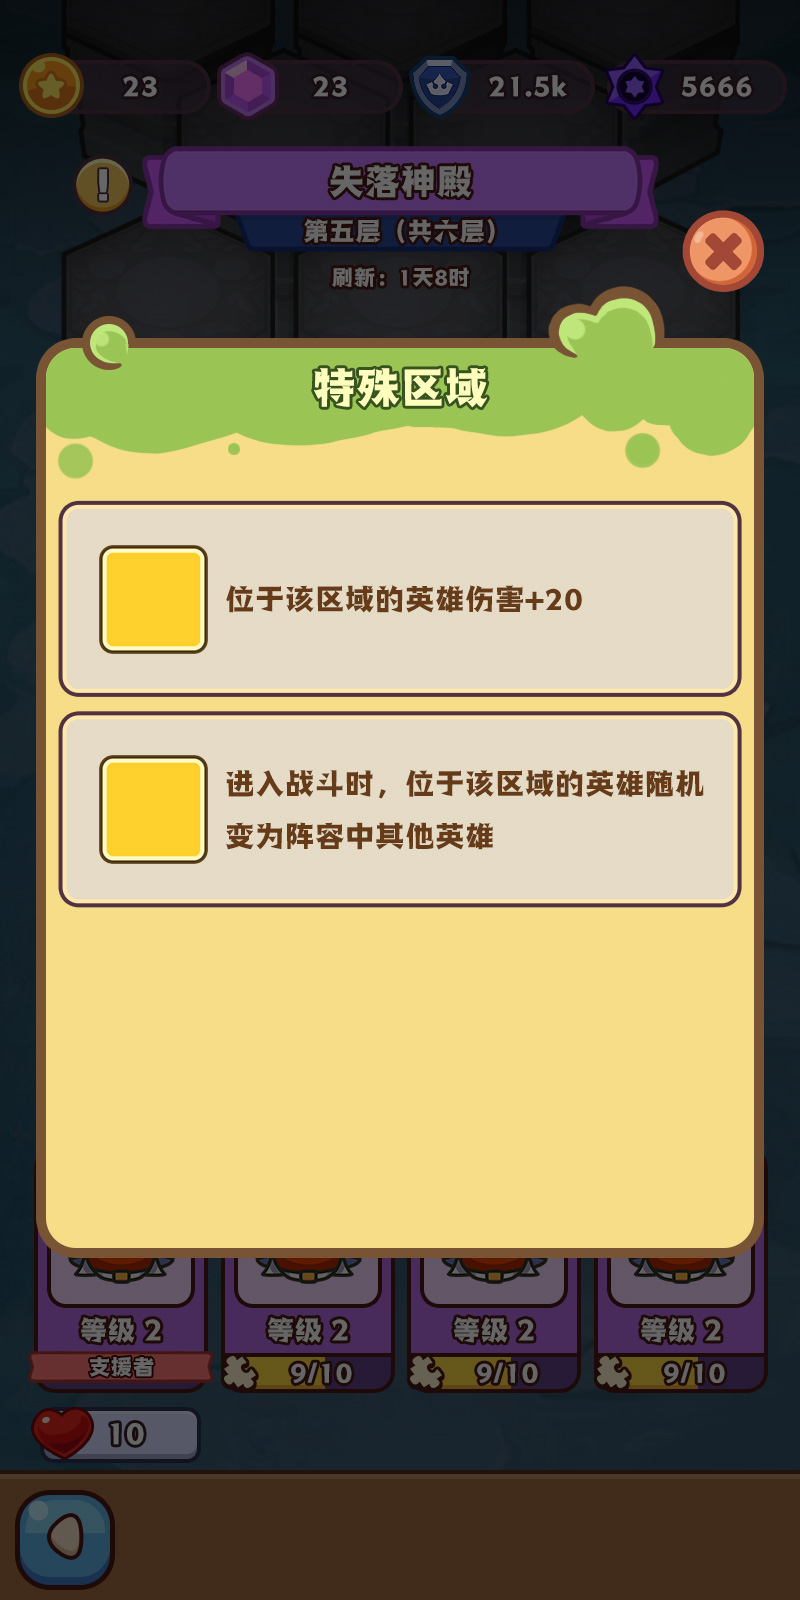 23 23 21.5k 5666
!
失落神殿
第五层（共六层）
刷新：1天8时
特殊区域
位于该区域的英雄伤害+20
进入战斗时，位于该区域的英雄随机
变为阵容中其他英雄
等级 2 等级 2 等级 2 等级 2
支援者 9/10 9/10 9/10
10